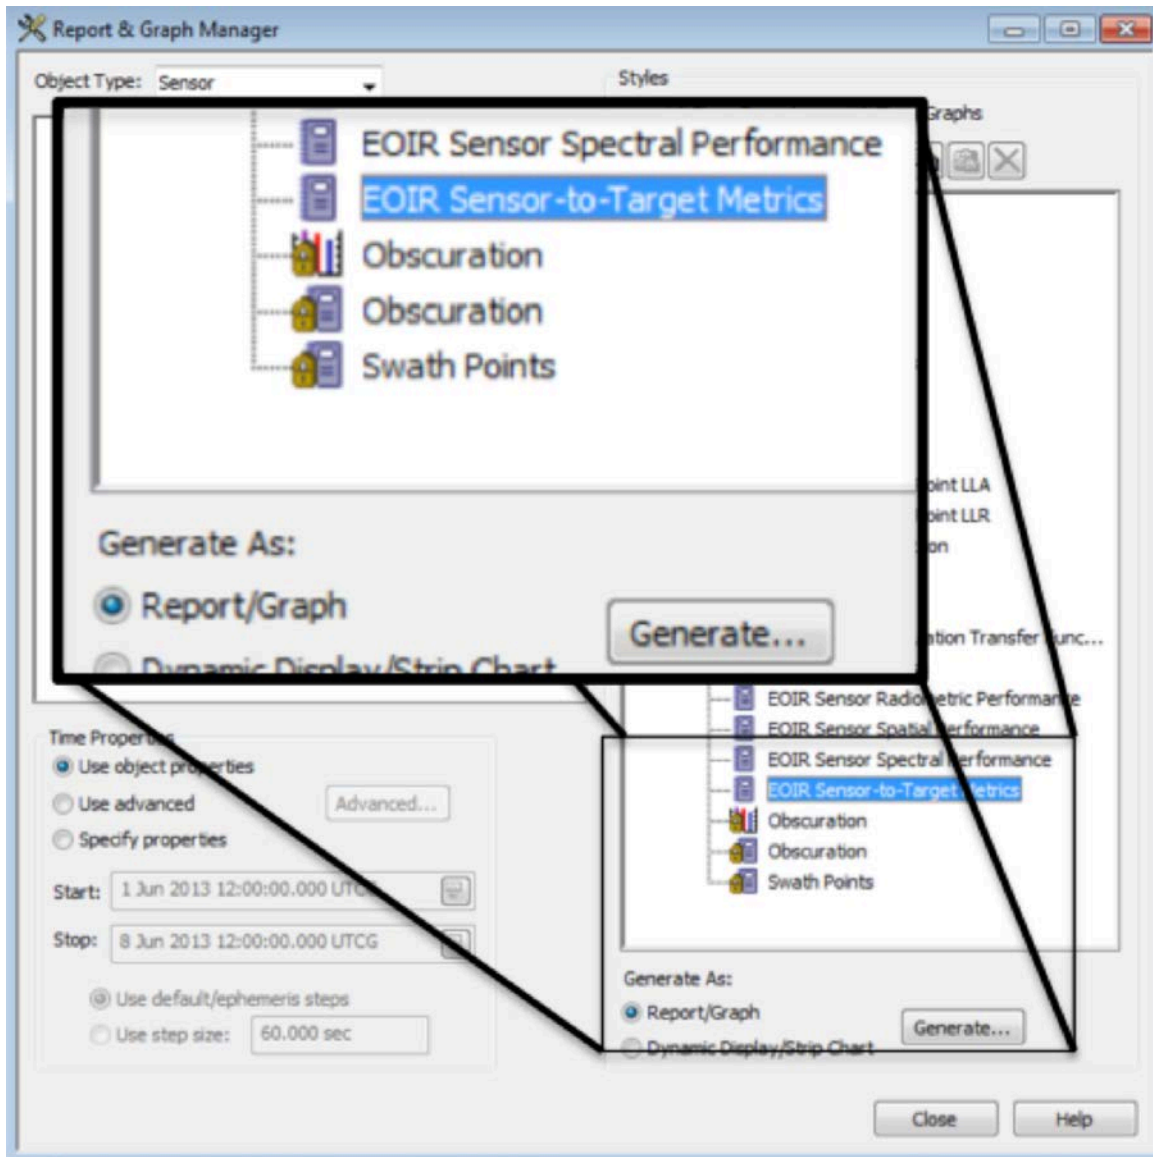 Report & Graph Manager
Object Type: Sensor
Styles
Graphs
EOIR Sensor Spectral Performance
EOIR Sensor-to-Target Metrics
Obscuration
Obscuration
Swath Points
Generate As:
Report/Graph
Generate...
Dynamic Display/Strip Chart
oint LLA
oint LLR
on
ation Transfer Func...
EOIR Sensor Radiometric Performance
EOIR Sensor Spatial Performance
EOIR Sensor Spectral Performance
EOIR Sensor-to-Target Metrics
Obscuration
Obscuration
Swath Points
Time Properties
Use object properties
Use advanced
Advanced...
Specify properties
Start: 1 Jun 2013 12:00:00.000 UTCG
Stop: 8 Jun 2013 12:00:00.000 UTCG
Use default/ephemeris steps
Use step size: 60.000 sec
Generate As:
Report/Graph
Generate...
Dynamic Display/Strip Chart
Close
Help